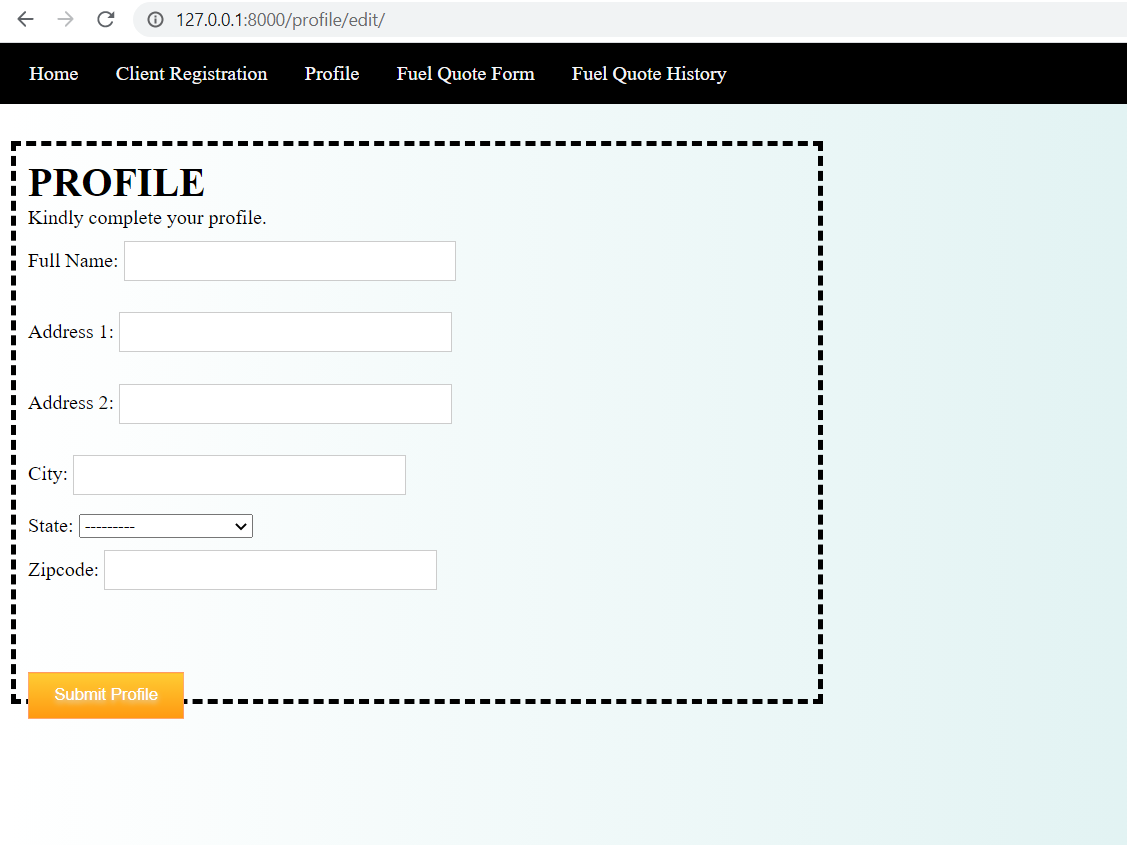 127.0.0.1:8000/profile/edit/
Home Client Registration Profile Fuel Quote Form Fuel Quote History
PROFILE
Kindly complete your profile.
Full Name:
Address 1:
Address 2:
City:
State: ---------
Zipcode:
Submit Profile